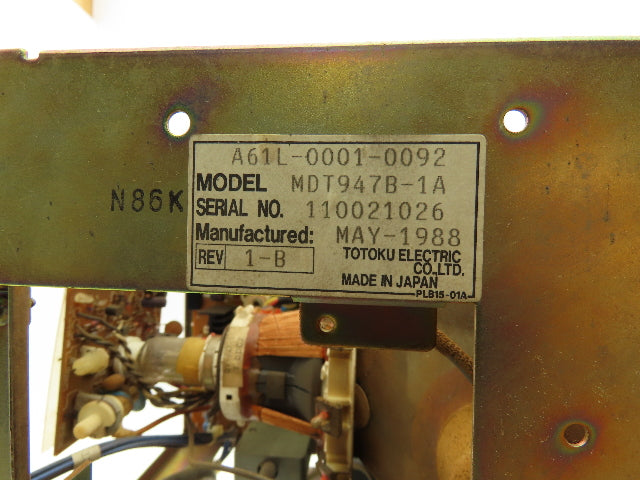 A61L-0001-0092
MODEL MDT947B-1A
SERIAL NO. 110021026
Manufactured: MAY-1988
REV 1-B
TOTOKU ELECTRIC
CO.,LTD.
MADE IN JAPAN
PLB15-01A
N86K